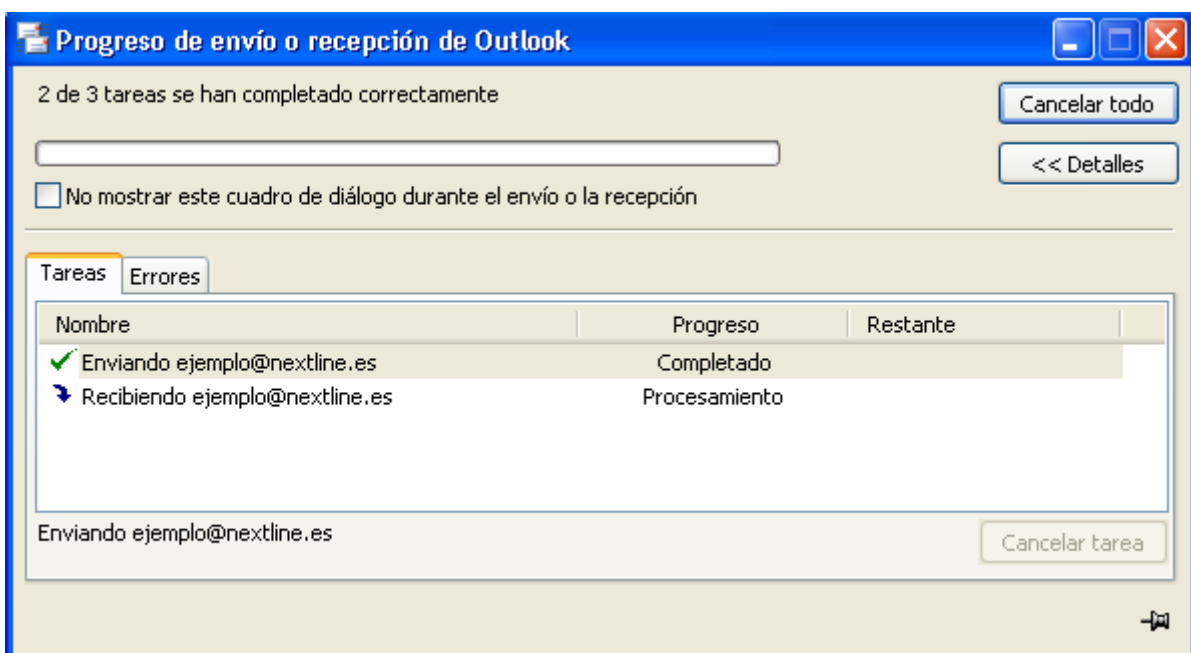 Progreso de envío o recepción de Outlook
2 de 3 tareas se han completado correctamente
Cancelar todo
<< Detalles
No mostrar este cuadro de diálogo durante el envío o la recepción
Tareas Errores
Nombre Progreso Restante
Enviando ejemplo@nextline.es Completado
Recibiendo ejemplo@nextline.es Procesamiento
Enviando ejemplo@nextline.es
Cancelar tarea